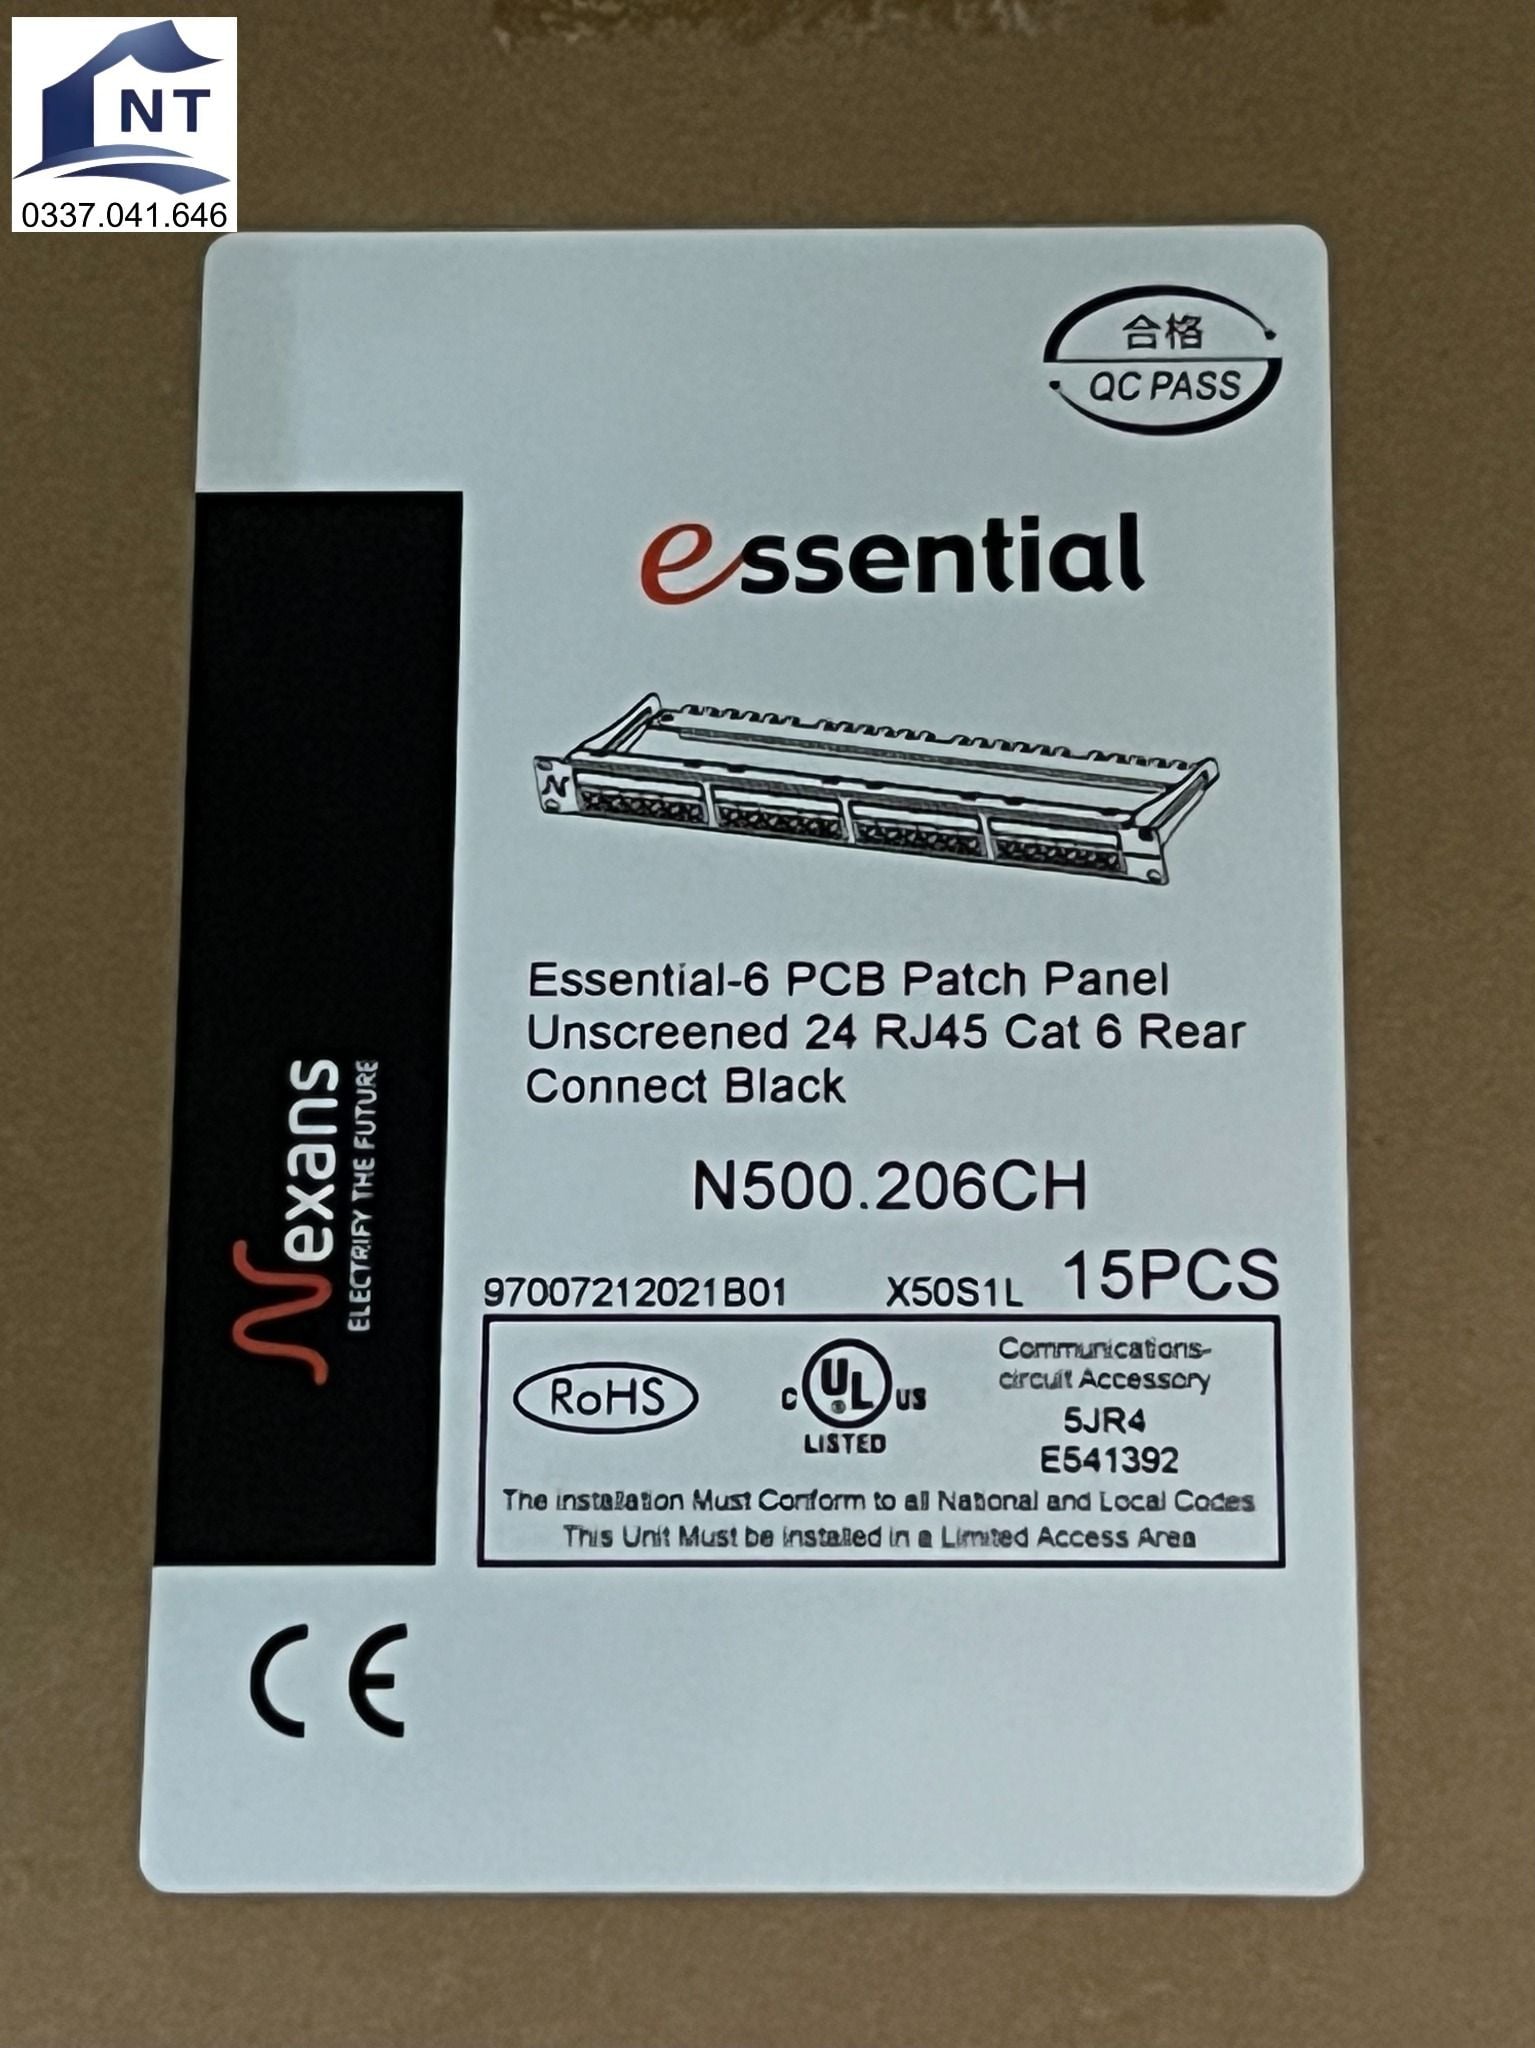 NT
0337.041.646
合格
QC PASS
essential
N
Essential-6 PCB Patch Panel
Unscreened 24 RJ45 Cat 6 Rear
Connect Black
N500.206CH
97007212021B01 X50S1L 15PCS
Nexans
ELECTRIFY THE FUTURE
RoHS
C UL US
LISTED
Communications-
circuit Accessory
5JR4
E541392
The installation Must Conform to all National and Local Codes
This Unit Must be Installed in a Limited Access Area
CE